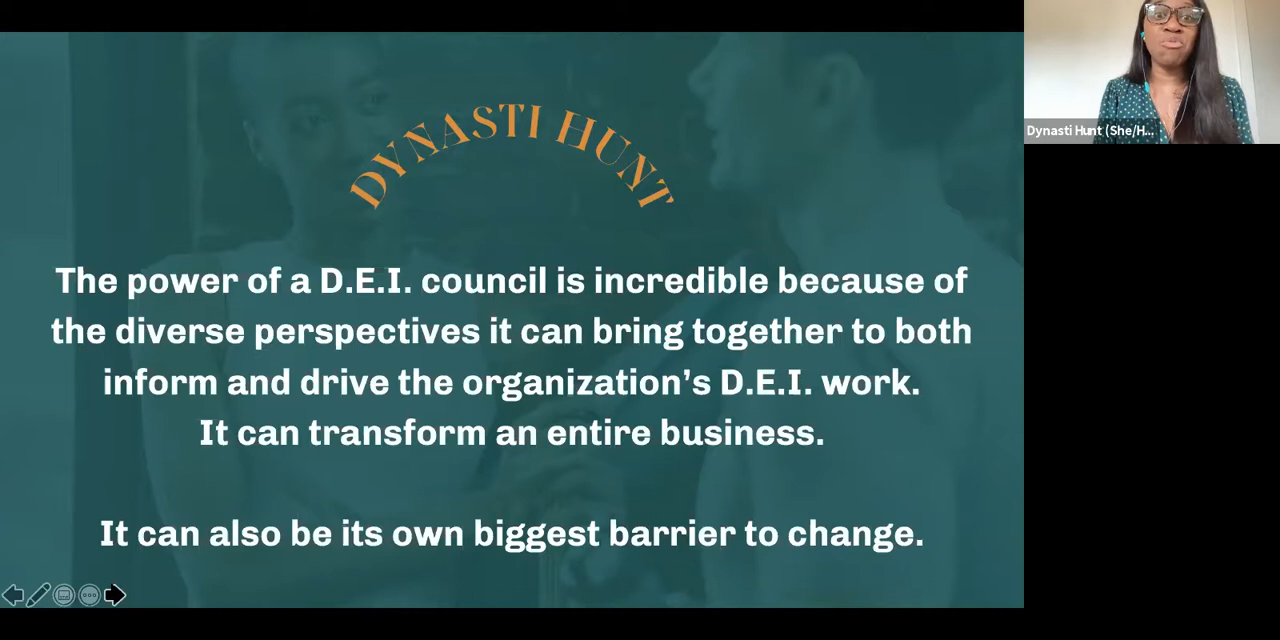 DYNASTI HUNT
Dynasti Hunt (She/H...
The power of a D.E.I. council is incredible because of
the diverse perspectives it can bring together to both
inform and drive the organization’s D.E.I. work.
It can transform an entire business.
It can also be its own biggest barrier to change.